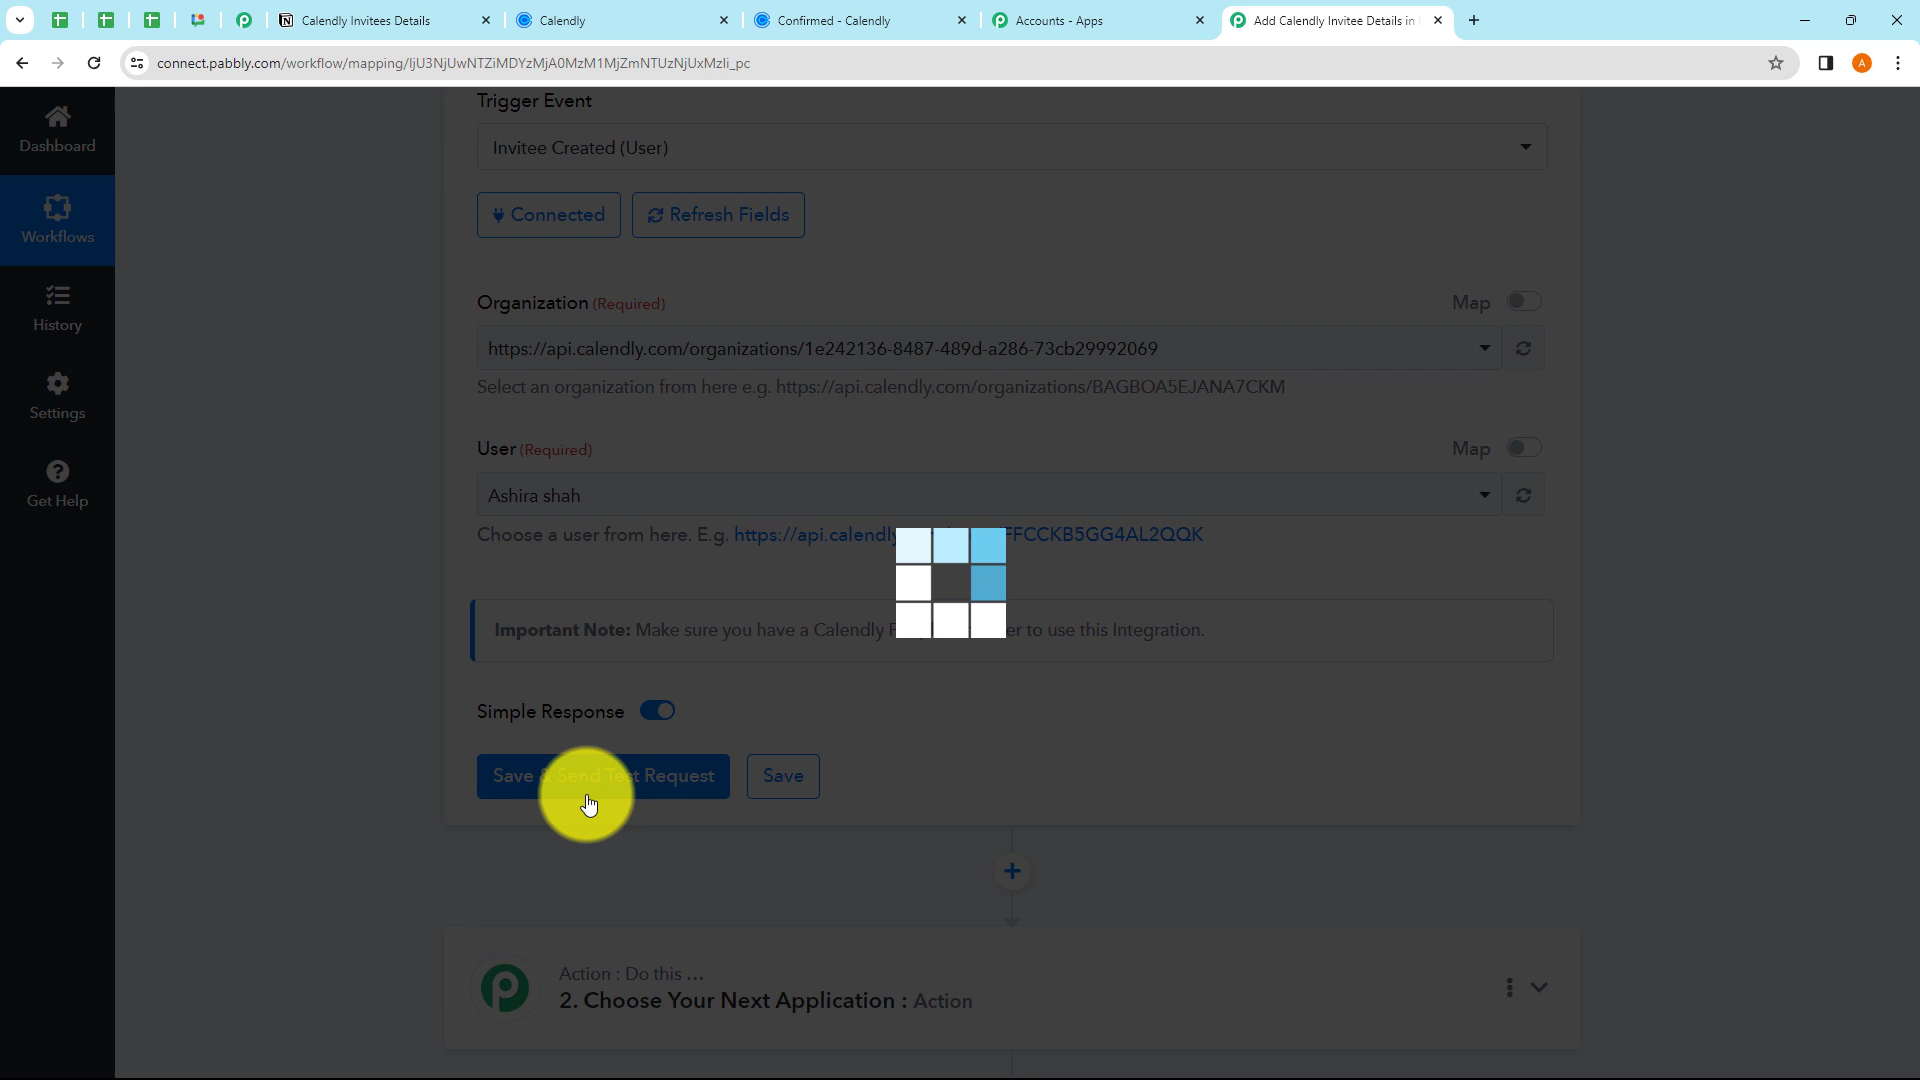 Calendly Invitees Details
Calendly
Confirmed - Calendly
Accounts - Apps
Add Calendly Invitee Details in
connect.pabbly.com/workflow/mapping/IjU3NjUwNTZiMDYzMjA0MzM1MjZmNTUzNjUxMzIi_pc
A
Dashboard
Workflows
History
Settings
Get Help
Trigger Event
Invitee Created (User)
Connected
Refresh Fields
Organization (Required)
Map
https://api.calendly.com/organizations/1e242136-8487-489d-a286-73cb29992069
Select an organization from here e.g. https://api.calendly.com/organizations/BAGBOA5EJANA7CKM
User (Required)
Map
Ashira shah
Choose a user from here. E.g. https://api.calendly FCCKB5GG4AL2QQK
Important Note: Make sure you have a Calendly er to use this Integration.
Simple Response
Save & Send Test Request
Save
Action : Do this ...
2. Choose Your Next Application : Action